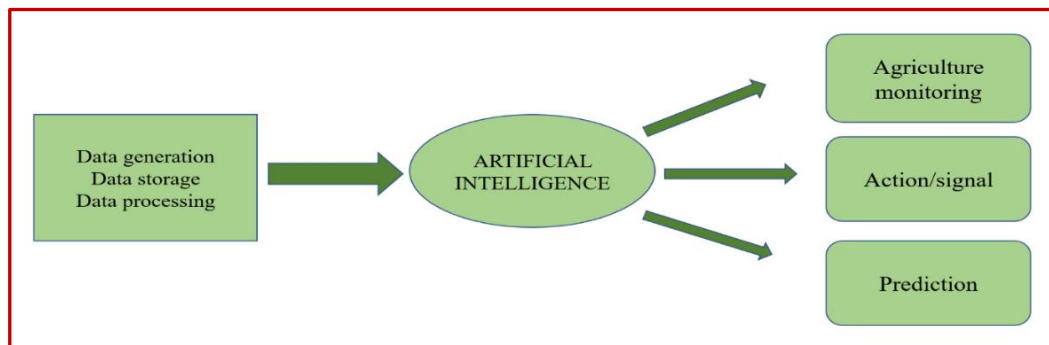 Data generation
Data storage
Data processing
ARTIFICIAL
INTELLIGENCE
Agriculture
monitoring
Action/signal
Prediction